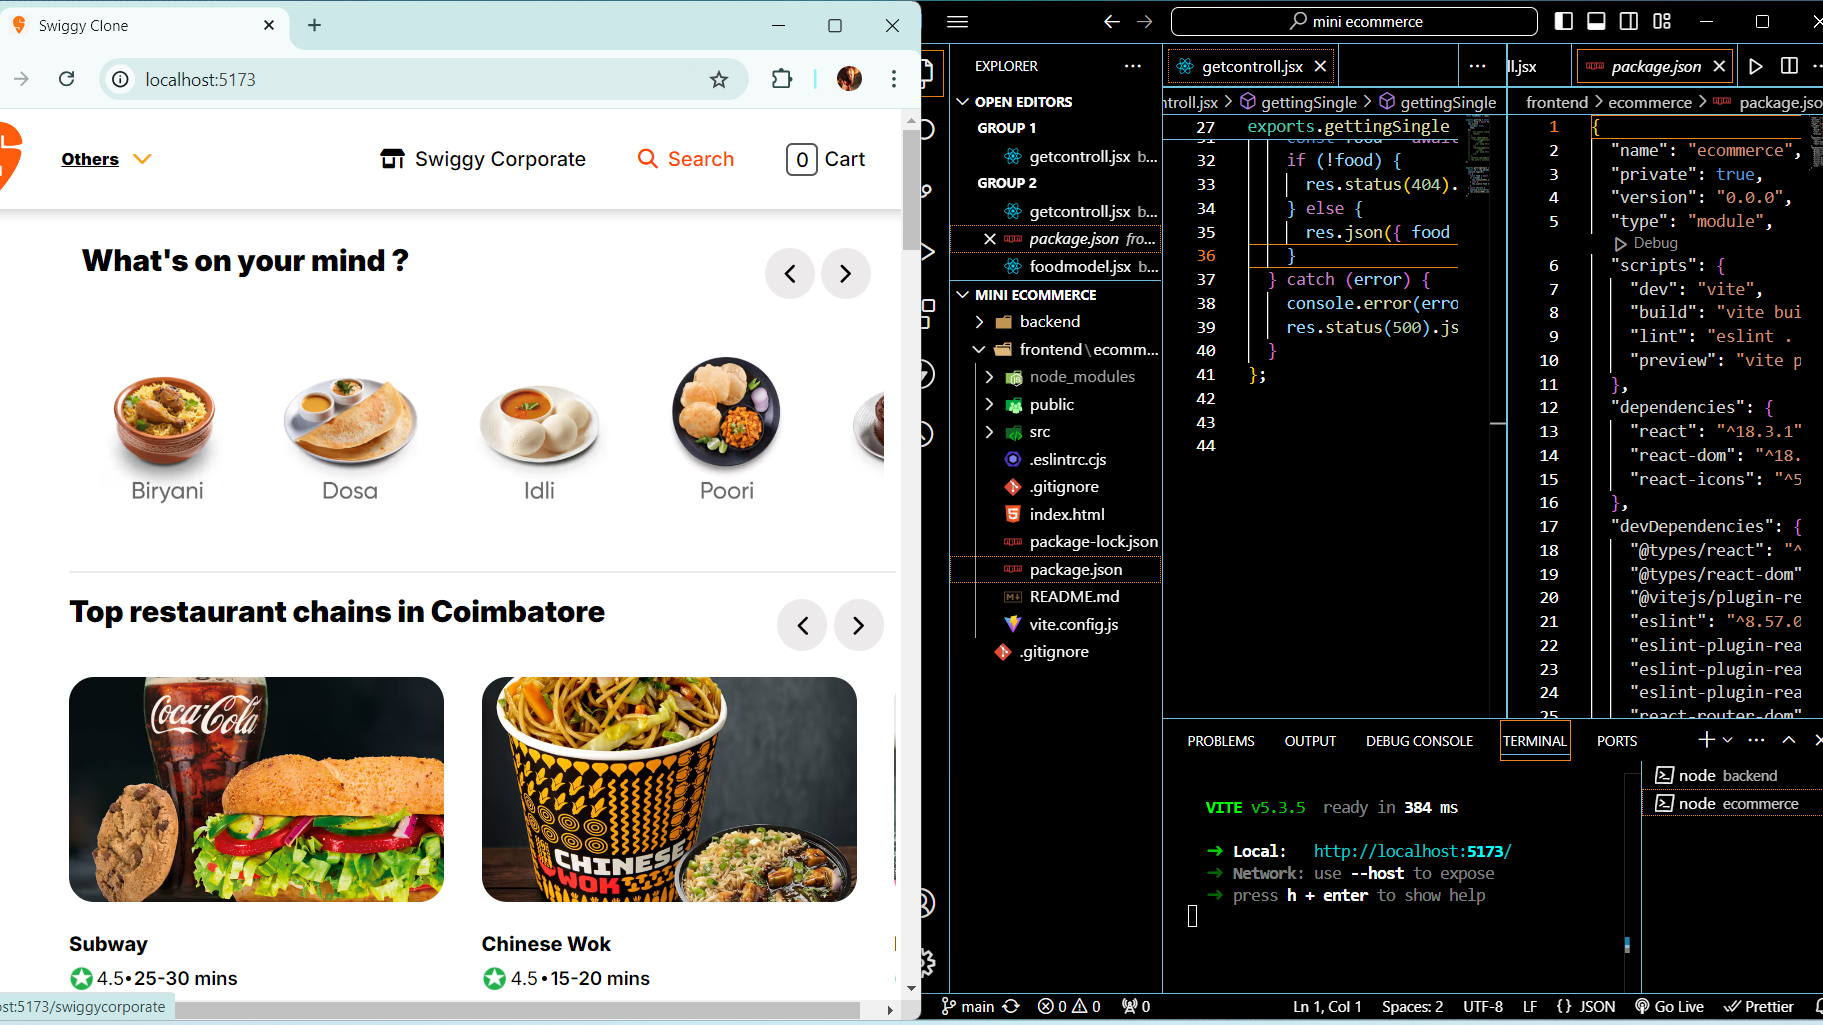 Swiggy Clone
localhost:5173
Others
Swiggy Corporate
Search
0 Cart
What's on your mind ?
Biryani
Dosa
Idli
Poori
Top restaurant chains in Coimbatore
Coca-Cola
CHINESE
WOK
Subway
4.5•25-30 mins
Chinese Wok
4.5•15-20 mins
ost:5173/swiggycorporate
mini ecommerce
EXPLORER
OPEN EDITORS
GROUP 1
getcontroll.jsx b...
GROUP 2
getcontroll.jsx b...
package.json fro...
foodmodel.jsx b...
MINI ECOMMERCE
backend
frontend\ecomm...
node_modules
public
src
.eslintrc.cjs
.gitignore
index.html
package-lock.json
package.json
README.md
vite.config.js
.gitignore
getcontroll.jsx
ntroll.jsx > gettingSingle > gettingSingle
27 exports.gettingSingle
32 if (!food) {
33 res.status(404).
34 } else {
35 res.json({ food
36 }
37 } catch (error) {
38 console.error(erro
39 res.status(500).js
40 }
41 };
42
43
44
ll.jsx
package.json
frontend > ecommerce > package.jso
1 {
2 "name": "ecommerce",
3 "private": true,
4 "version": "0.0.0",
5 "type": "module",
Debug
6 "scripts": {
7 "dev": "vite",
8 "build": "vite bui
9 "lint": "eslint .
10 "preview": "vite p
11 },
12 "dependencies": {
13 "react": "^18.3.1"
14 "react-dom": "^18.
15 "react-icons": "^5
16 },
17 "devDependencies": {
18 "@types/react": "^
19 "@types/react-dom"
20 "@vitejs/plugin-re
21 "eslint": "^8.57.0
22 "eslint-plugin-rea
23 "eslint-plugin-rea
24 "eslint-plugin-rea
25 "react-router-dom"
PROBLEMS OUTPUT DEBUG CONSOLE TERMINAL PORTS
VITE v5.3.5 ready in 384 ms
➜ Local: http://localhost:5173/
➜ Network: use --host to expose
➜ press h + enter to show help
node backend
node ecommerce
main 0 0 0 Ln 1, Col 1 Spaces: 2 UTF-8 LF {} JSON Go Live Prettier